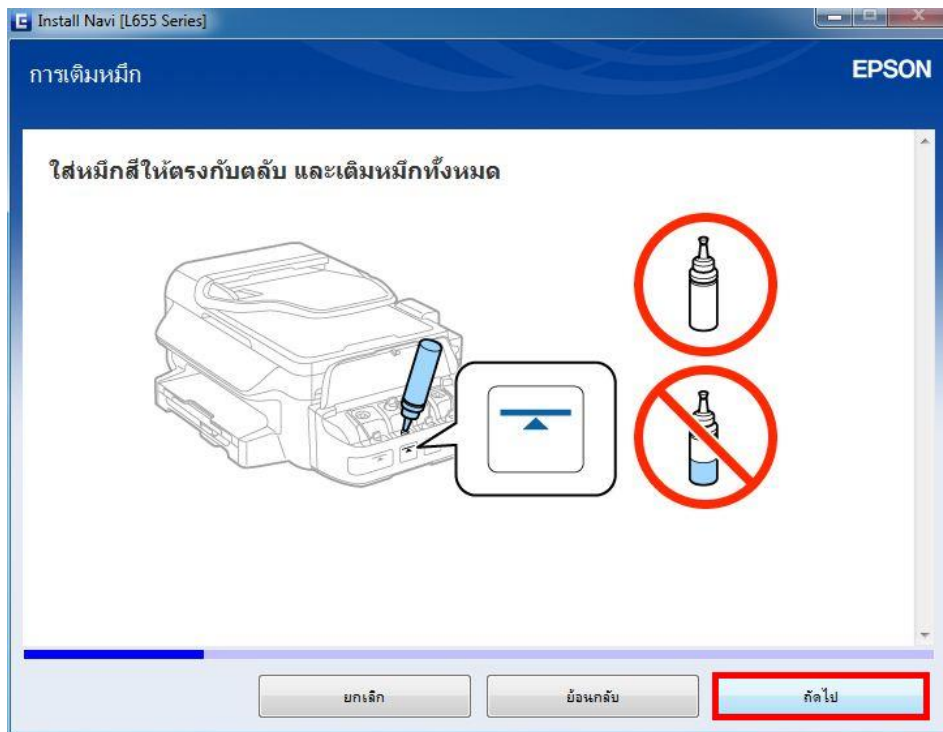 Install Navi [L655 Series]
การเติมหมึก
EPSON
ใส่หมึกสีให้ตรงกับตลับ และเติมหมึกทั้งหมด
ยกเลิก
ย้อนกลับ
ถัดไป